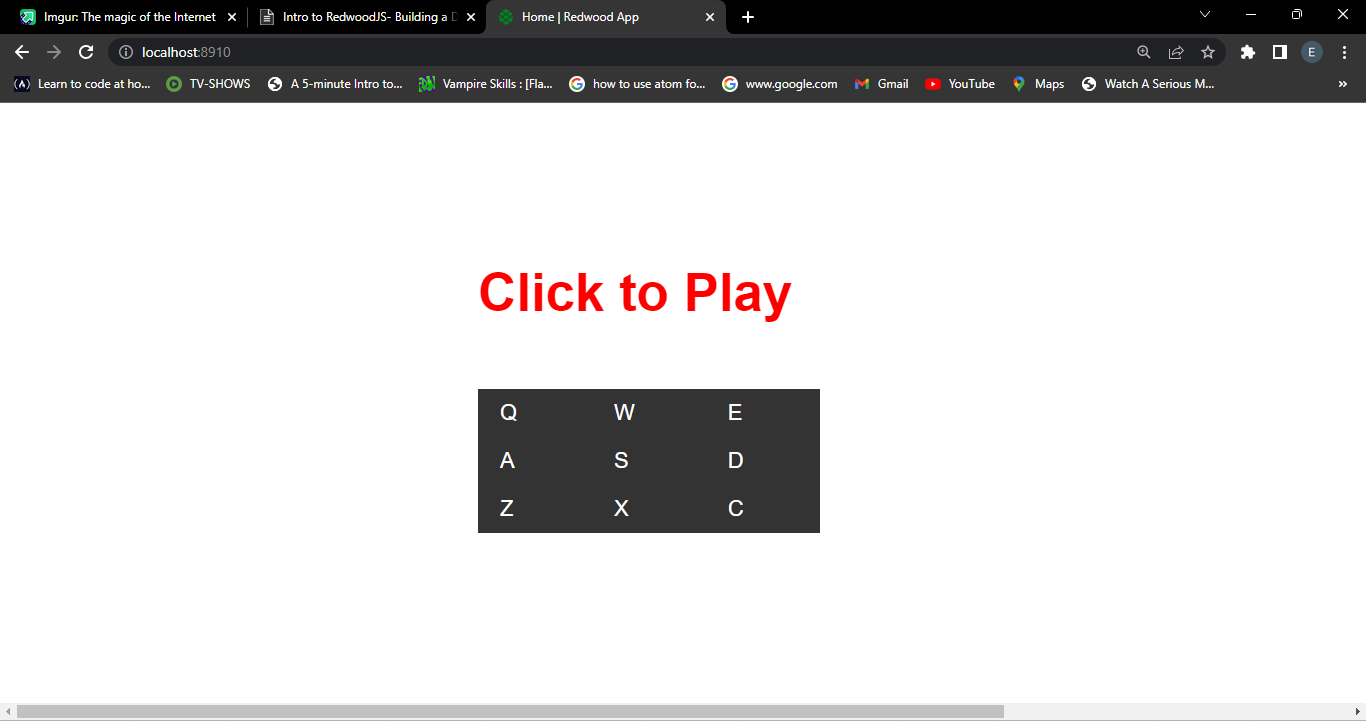 Imgur: The magic of the Internet
Intro to RedwoodJS- Building a D
Home | Redwood App
localhost:8910
E
Learn to code at ho...
TV-SHOWS
A 5-minute Intro to...
Vampire Skills : [Fla...
how to use atom fo...
www.google.com
Gmail
YouTube
Maps
Watch A Serious M...
Click to Play
Q W E
A S D
Z X C